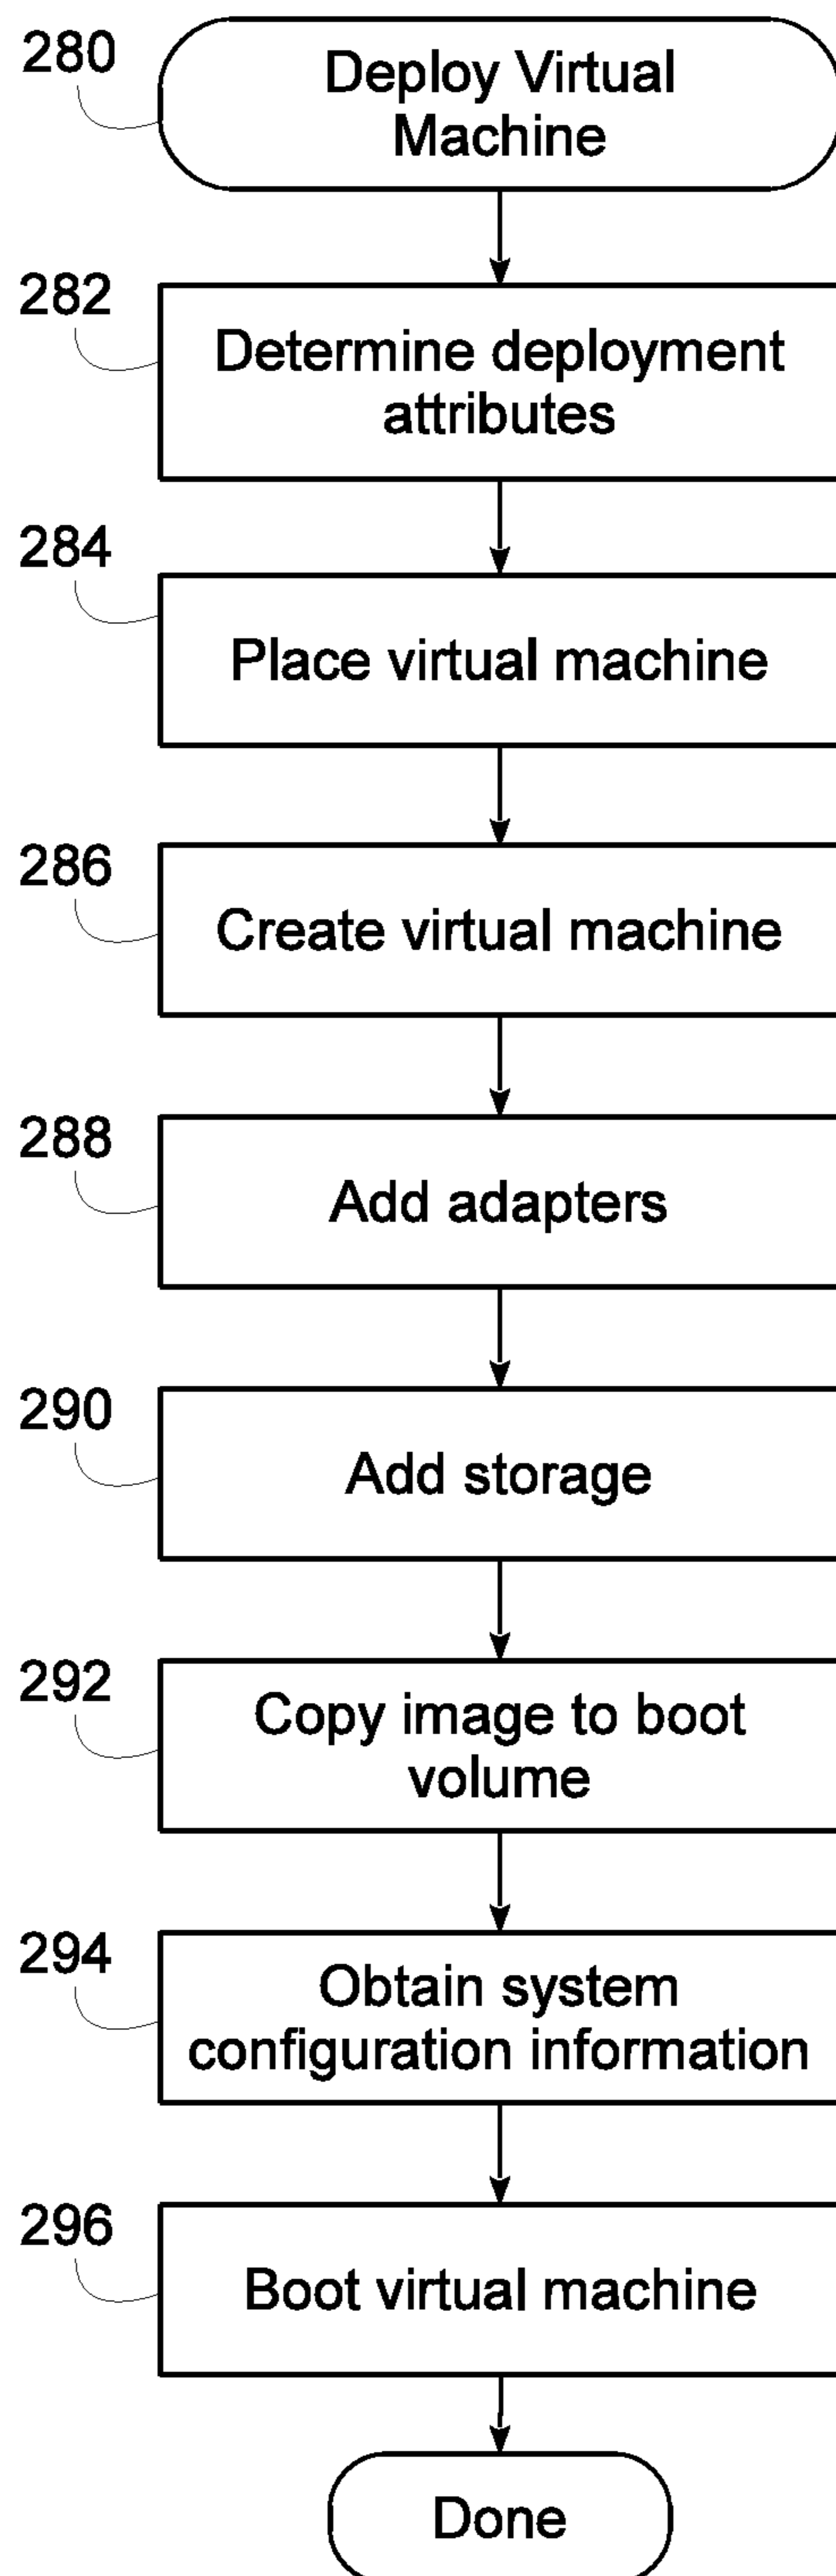 280
Deploy Virtual
Machine
282
Determine deployment
attributes
284
Place virtual machine
286
Create virtual machine
288
Add adapters
290
Add storage
292
Copy image to boot
volume
294
Obtain system
configuration information
296
Boot virtual machine
Done